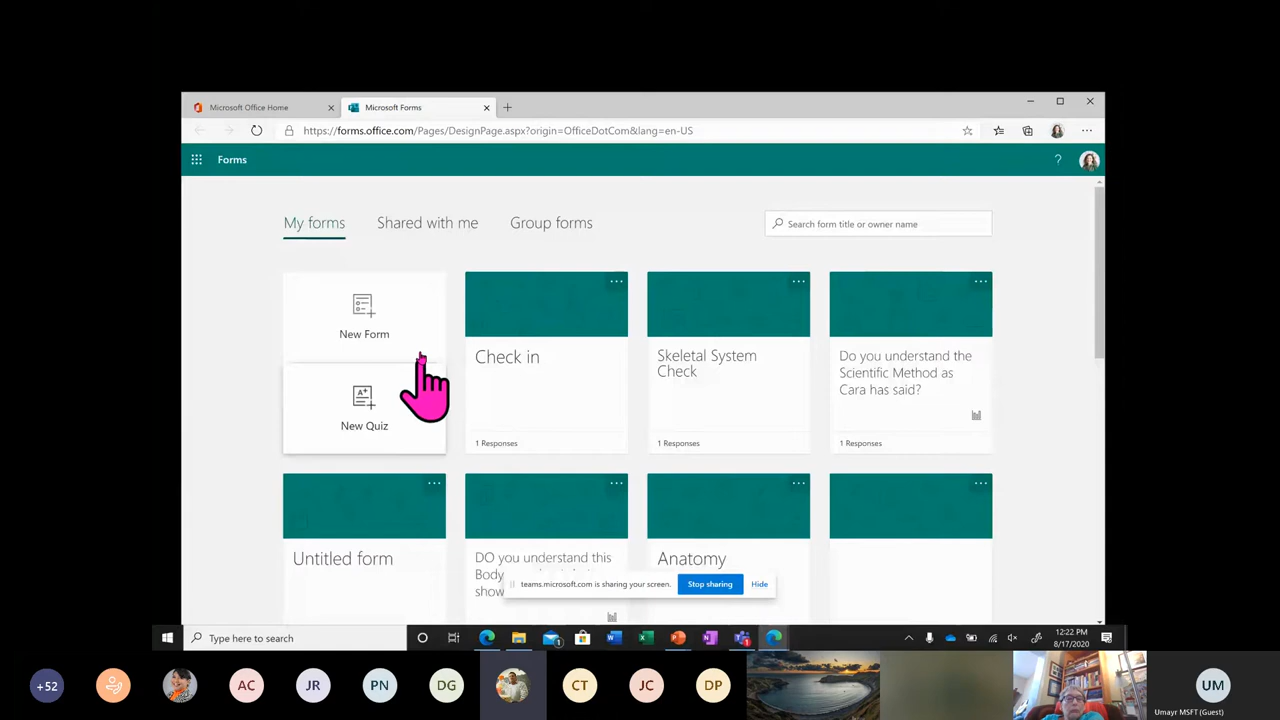 Microsoft Office Home
Microsoft Forms
https://forms.office.com/Pages/DesignPage.aspx?origin=OfficeDotCom&lang=en-US
Forms
?
My forms
Shared with me
Group forms
Search form title or owner name
New Form
New Quiz
Check in
1 Responses
Skeletal System
Check
1 Responses
Do you understand the
Scientific Method as
Cara has said?
1 Responses
Untitled form
DO you understand this
Body
show
Anatomy
teams.microsoft.com is sharing your screen.
Stop sharing
Hide
Type here to search
12:22 PM
8/17/2020
+52
AC
JR
PN
DG
CT
JC
DP
UM
Umayr MSFT (Guest)